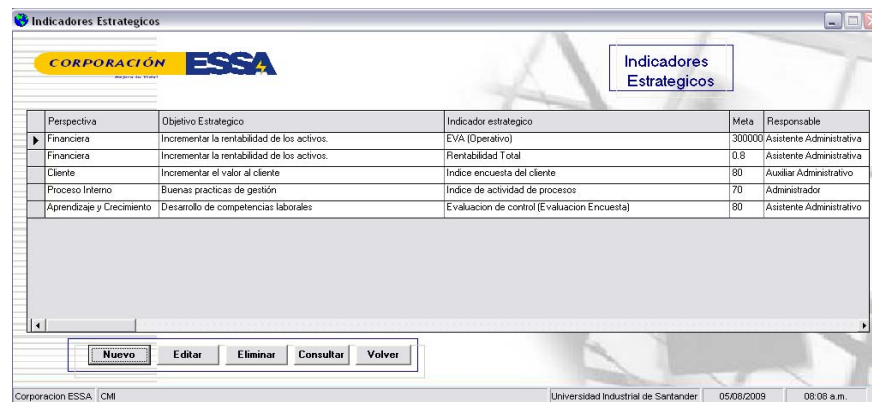 Indicadores Estrategicos
CORPORACIÓN ESSA
Indicadores
Estrategicos
Perspectiva Objetivo Estrategico Indicador estrategico Meta Responsable
Financiera Incrementar la rentabilidad de los activos. EVA (Operativo) 300000 Asistente Administrativa
Financiera Incrementar la rentabilidad de los activos. Rentabilidad Total 0.8 Asistente Administrativa
Cliente Incrementar el valor al cliente Indice encuesta del cliente 80 Auxiliar Administrativo
Proceso Interno Buenas practicas de gestión Indice de actividad de procesos 70 Administrador
Aprendizaje y Crecimiento Desarrollo de competencias laborales Evaluacion de control (Evaluacion Encuesta) 80 Asistente Administrativo
Nuevo Editar Eliminar Consultar Volver
Corporacion ESSA CMI Universidad Industrial de Santander 05/08/2009 08:08 a.m.